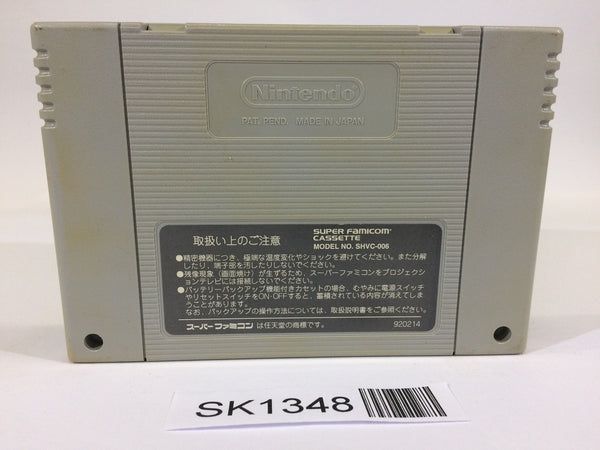 Nintendo
PAT. PEND. MADE IN JAPAN
取扱い上のご注意
SUPER FAMICOM
CASSETTE
MODEL NO. SHVC-006
●精密機器につき、極端な温度変化やショックを避けてください。また分解
したり、端子部を汚したりしないでください。
●残像現象（画面焼け）が生ずるため、スーパーファミコンをプロジェクシ
ョンテレビには接続しないでください。
●バッテリーバックアップ機能付きカセットの場合、むやみに電源スイッチ
やリセットスイッチをON・OFFすると、蓄積されている内容が消えてしま
うことがあります。
なお、バックアップの操作方法については、取扱説明書をご参照ください。
スーパーファミコン は任天堂の商標です。
920214
SK1348